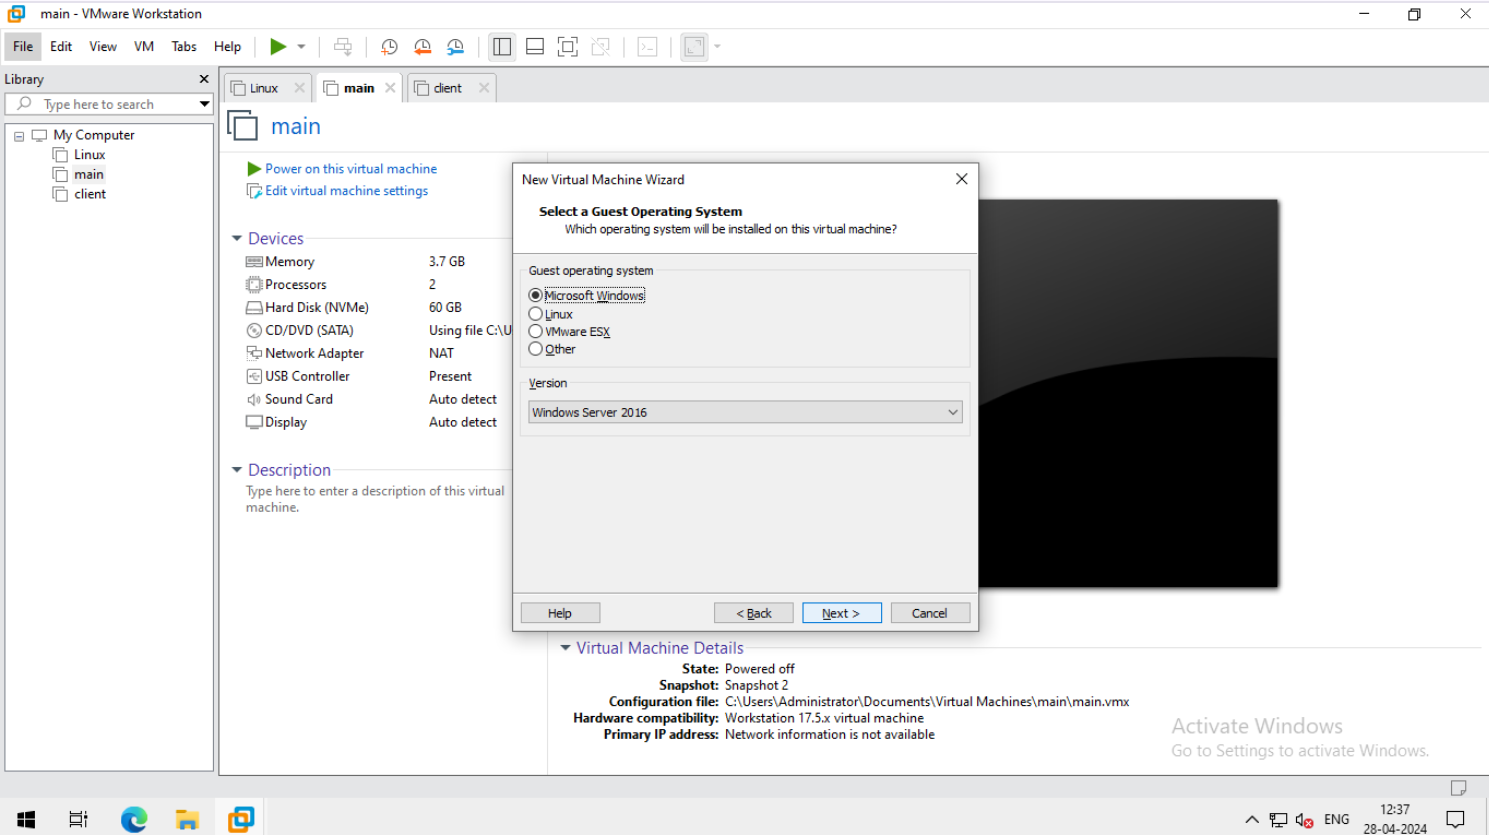 main - VMware Workstation
File Edit View VM Tabs Help
Library
Type here to search
My Computer
Linux
main
client
Linux
main
client
main
Power on this virtual machine
Edit virtual machine settings
Devices
Memory 3.7 GB
Processors 2
Hard Disk (NVMe) 60 GB
CD/DVD (SATA) Using file C:\U
Network Adapter NAT
USB Controller Present
Sound Card Auto detect
Display Auto detect
Description
Type here to enter a description of this virtual
machine.
New Virtual Machine Wizard
Select a Guest Operating System
Which operating system will be installed on this virtual machine?
Guest operating system
Microsoft Windows
Linux
VMware ESX
Other
Version
Windows Server 2016
Help < Back Next > Cancel
Virtual Machine Details
State: Powered off
Snapshot: Snapshot 2
Configuration file: C:\Users\Administrator\Documents\Virtual Machines\main\main.vmx
Hardware compatibility: Workstation 17.5.x virtual machine
Primary IP address: Network information is not available
Activate Windows
Go to Settings to activate Windows.
ENG
12:37
28-04-2024